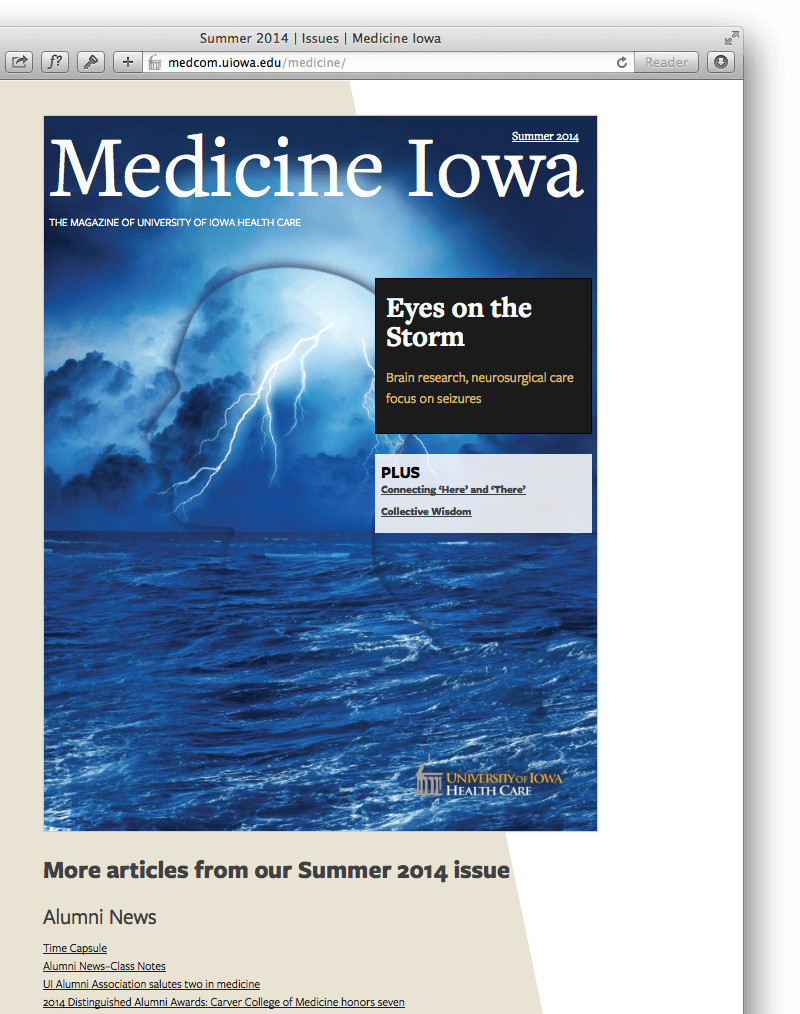 Summer 2014 | Issues | Medicine Iowa
f?
+
medcom.uiowa.edu/medicine/
Reader
Summer 2014
Medicine Iowa
THE MAGAZINE OF UNIVERSITY OF IOWA HEALTH CARE
Eyes on the
Storm
Brain research, neurosurgical care
focus on seizures
PLUS
Connecting ‘Here’ and ‘There’
Collective Wisdom
UNIVERSITY OF IOWA
HEALTH CARE
More articles from our Summer 2014 issue
Alumni News
Time Capsule
Alumni News–Class Notes
UI Alumni Association salutes two in medicine
2014 Distinguished Alumni Awards: Carver College of Medicine honors seven